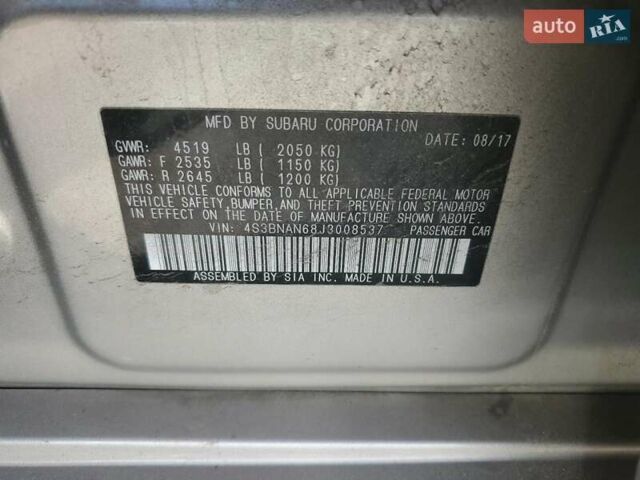 auto RIA.com
MFD BY SUBARU CORPORATION
DATE: 08/17
GVWR: 4519 LB ( 2050 KG)
GAWR: F 2535 LB ( 1150 KG)
GAWR: R 2645 LB ( 1200 KG)
THIS VEHICLE CONFORMS TO ALL APPLICABLE FEDERAL MOTOR
VEHICLE SAFETY, BUMPER, AND THEFT PREVENTION STANDARDS
IN EFFECT ON THE DATE OF MANUFACTURE SHOWN ABOVE.
VIN: 4S3BNAN68J3008537 PASSENGER CAR
ASSEMBLED BY SIA INC. MADE IN U.S.A.